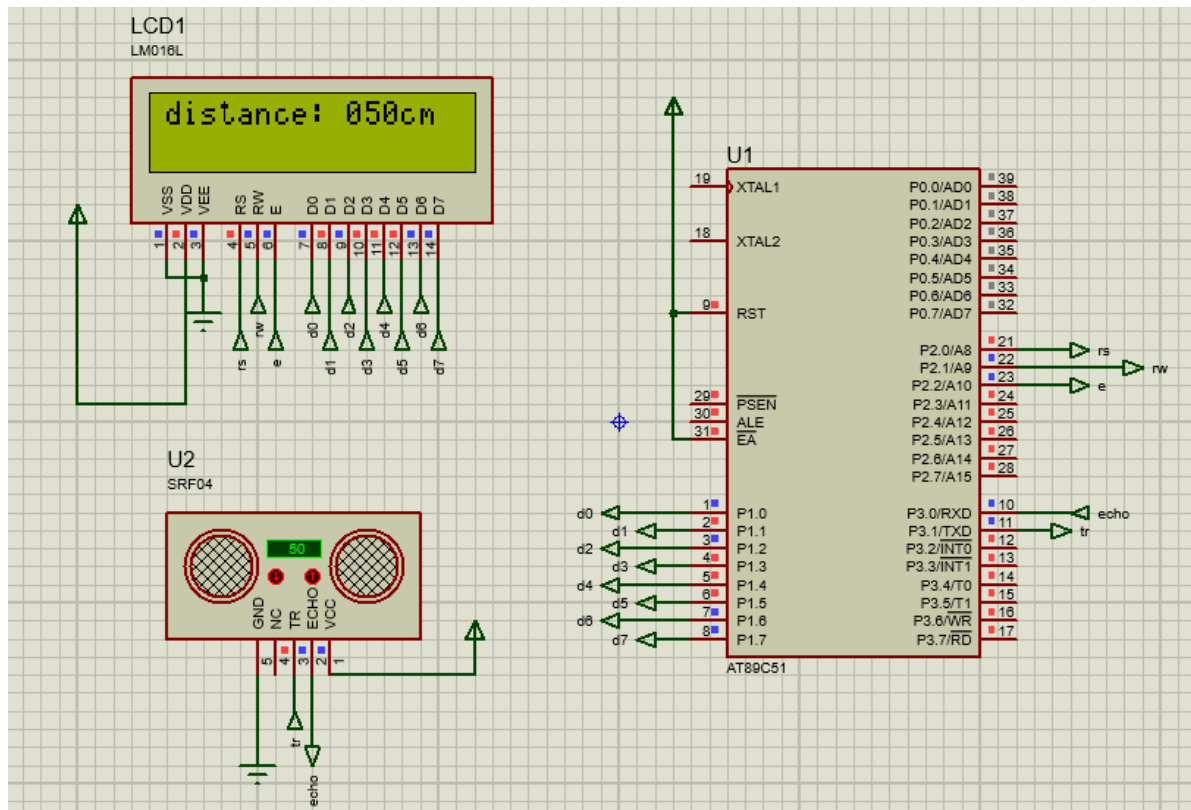 LCD1
LM016L
distance: 050cm
VSS
VDD
VEE
RS
RW
E
D0
D1
D2
D3
D4
D5
D6
D7
1
2
3
4
5
6
7
8
9
10
11
12
13
14
rw
d0
d2
d4
d6
rs
e
d1
d3
d5
d7
U2
SRF04
50
GND
NC
TR
ECHO
VCC
5
4
3
2
1
tr
echo
U1
19 XTAL1
18 XTAL2
9 RST
29 PSEN
30 ALE
31 EA
d0 1 P1.0
d1 2 P1.1
d2 3 P1.2
d3 4 P1.3
d4 5 P1.4
d5 6 P1.5
d6 7 P1.6
d7 8 P1.7
P0.0/AD0 39
P0.1/AD1 38
P0.2/AD2 37
P0.3/AD3 36
P0.4/AD4 35
P0.5/AD5 34
P0.6/AD6 33
P0.7/AD7 32
P2.0/A8 21 rs
P2.1/A9 22 rw
P2.2/A10 23 e
P2.3/A11 24
P2.4/A12 25
P2.5/A13 26
P2.6/A14 27
P2.7/A15 28
P3.0/RXD 10 echo
P3.1/TXD 11 tr
P3.2/INT0 12
P3.3/INT1 13
P3.4/T0 14
P3.5/T1 15
P3.6/WR 16
P3.7/RD 17
AT89C51